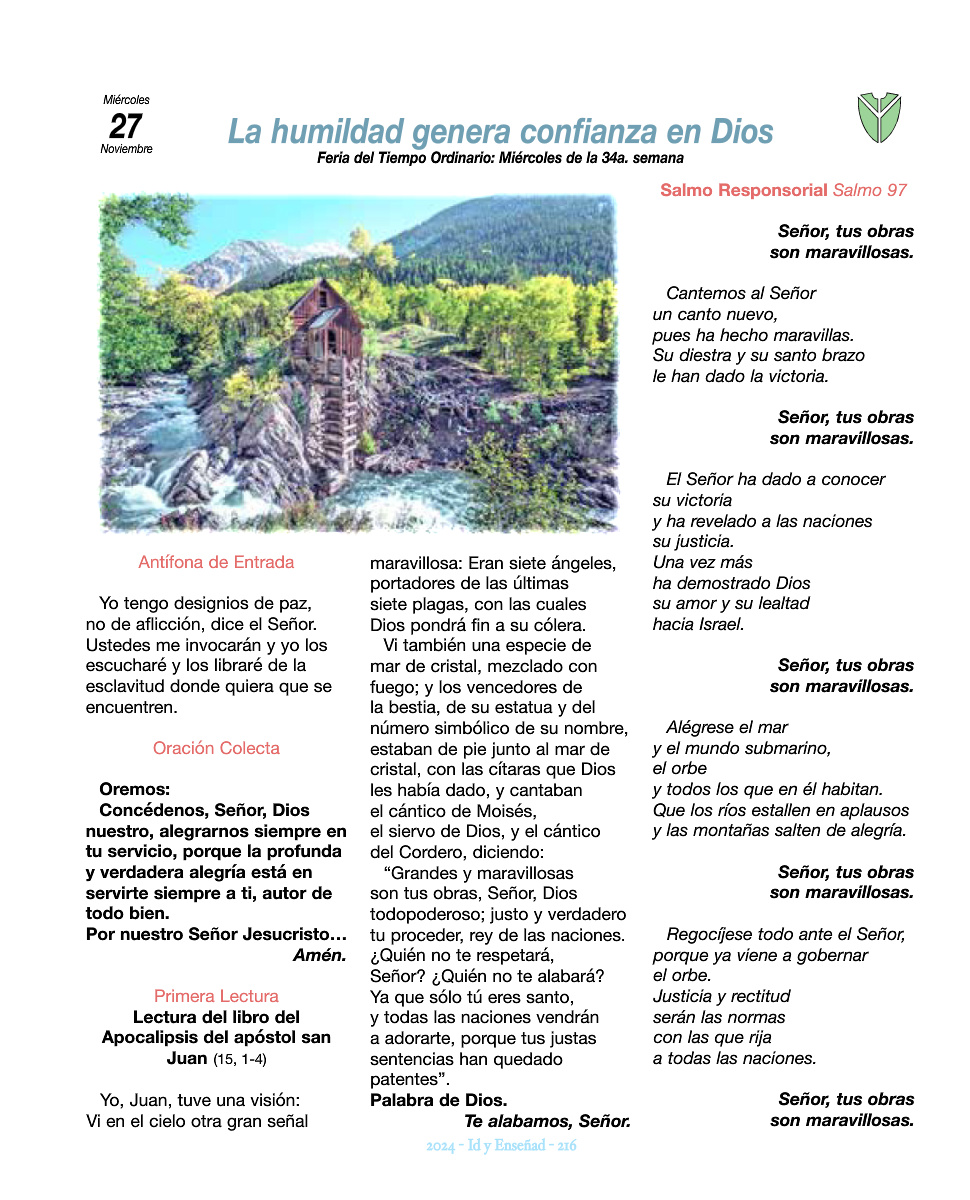 Miércoles
27
Noviembre
La humildad genera confianza en Dios
Feria del Tiempo Ordinario: Miércoles de la 34a. semana
Antífona de Entrada
Yo tengo designios de paz,
no de aflicción, dice el Señor.
Ustedes me invocarán y yo los
escucharé y los libraré de la
esclavitud donde quiera que se
encuentren.
Oración Colecta
Oremos:
Concédenos, Señor, Dios
nuestro, alegrarnos siempre en
tu servicio, porque la profunda
y verdadera alegría está en
servirte siempre a ti, autor de
todo bien.
Por nuestro Señor Jesucristo…
Amén.
Primera Lectura
Lectura del libro del
Apocalipsis del apóstol san
Juan (15, 1-4)
Yo, Juan, tuve una visión:
Vi en el cielo otra gran señal
maravillosa: Eran siete ángeles,
portadores de las últimas
siete plagas, con las cuales
Dios pondrá fin a su cólera.
Vi también una especie de
mar de cristal, mezclado con
fuego; y los vencedores de
la bestia, de su estatua y del
número simbólico de su nombre,
estaban de pie junto al mar de
cristal, con las cítaras que Dios
les había dado, y cantaban
el cántico de Moisés,
el siervo de Dios, y el cántico
del Cordero, diciendo:
“Grandes y maravillosas
son tus obras, Señor, Dios
todopoderoso; justo y verdadero
tu proceder, rey de las naciones.
¿Quién no te respetará,
Señor? ¿Quién no te alabará?
Ya que sólo tú eres santo,
y todas las naciones vendrán
a adorarte, porque tus justas
sentencias han quedado
patentes”.
Palabra de Dios.
Te alabamos, Señor.
Salmo Responsorial Salmo 97
Señor, tus obras
son maravillosas.
Cantemos al Señor
un canto nuevo,
pues ha hecho maravillas.
Su diestra y su santo brazo
le han dado la victoria.
Señor, tus obras
son maravillosas.
El Señor ha dado a conocer
su victoria
y ha revelado a las naciones
su justicia.
Una vez más
ha demostrado Dios
su amor y su lealtad
hacia Israel.
Señor, tus obras
son maravillosas.
Alégrese el mar
y el mundo submarino,
el orbe
y todos los que en él habitan.
Que los ríos estallen en aplausos
y las montañas salten de alegría.
Señor, tus obras
son maravillosas.
Regocíjese todo ante el Señor,
porque ya viene a gobernar
el orbe.
Justicia y rectitud
serán las normas
con las que rija
a todas las naciones.
Señor, tus obras
son maravillosas.
2024 - Id y Enseñad - 216